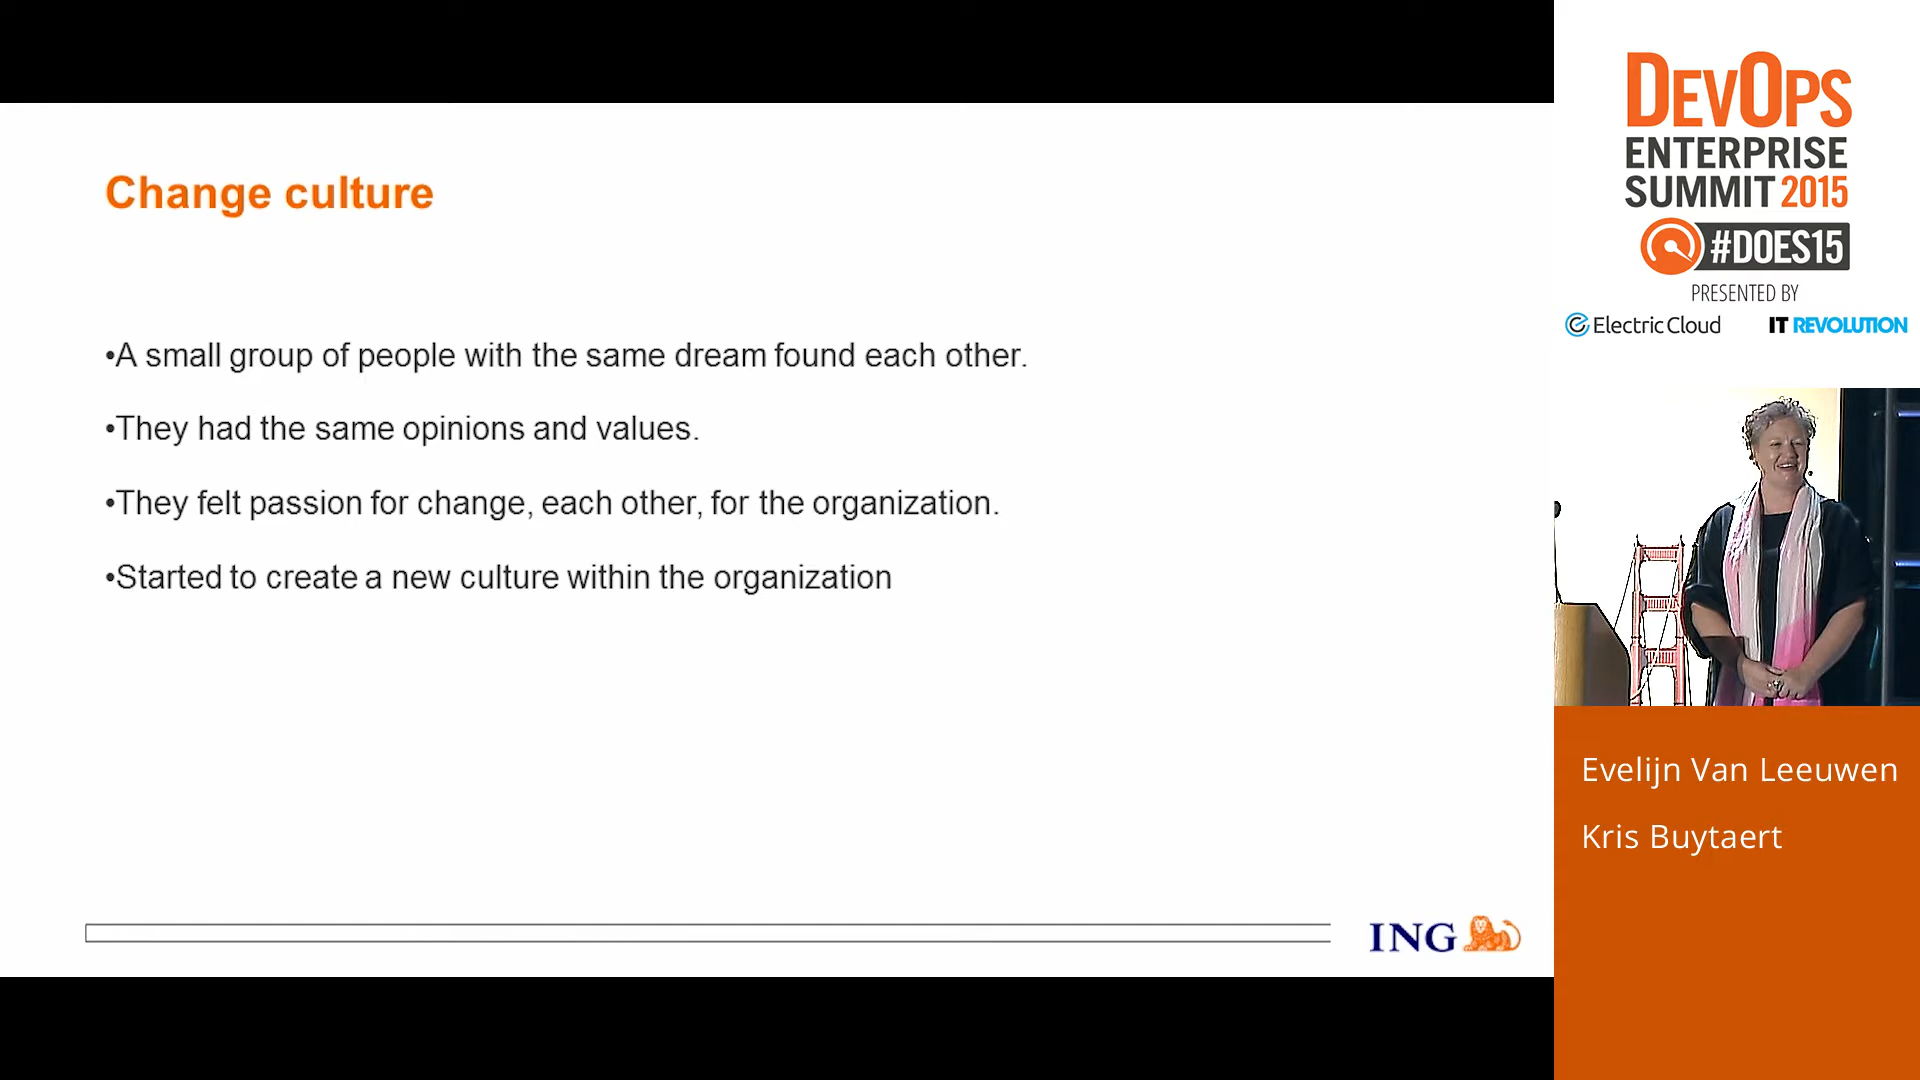 Change culture
•A small group of people with the same dream found each other.
•They had the same opinions and values.
•They felt passion for change, each other, for the organization.
•Started to create a new culture within the organization
ING
DEVOPS
ENTERPRISE
SUMMIT 2015
#DOES15
PRESENTED BY
Electric Cloud
IT REVOLUTION
Evelijn Van Leeuwen
Kris Buytaert